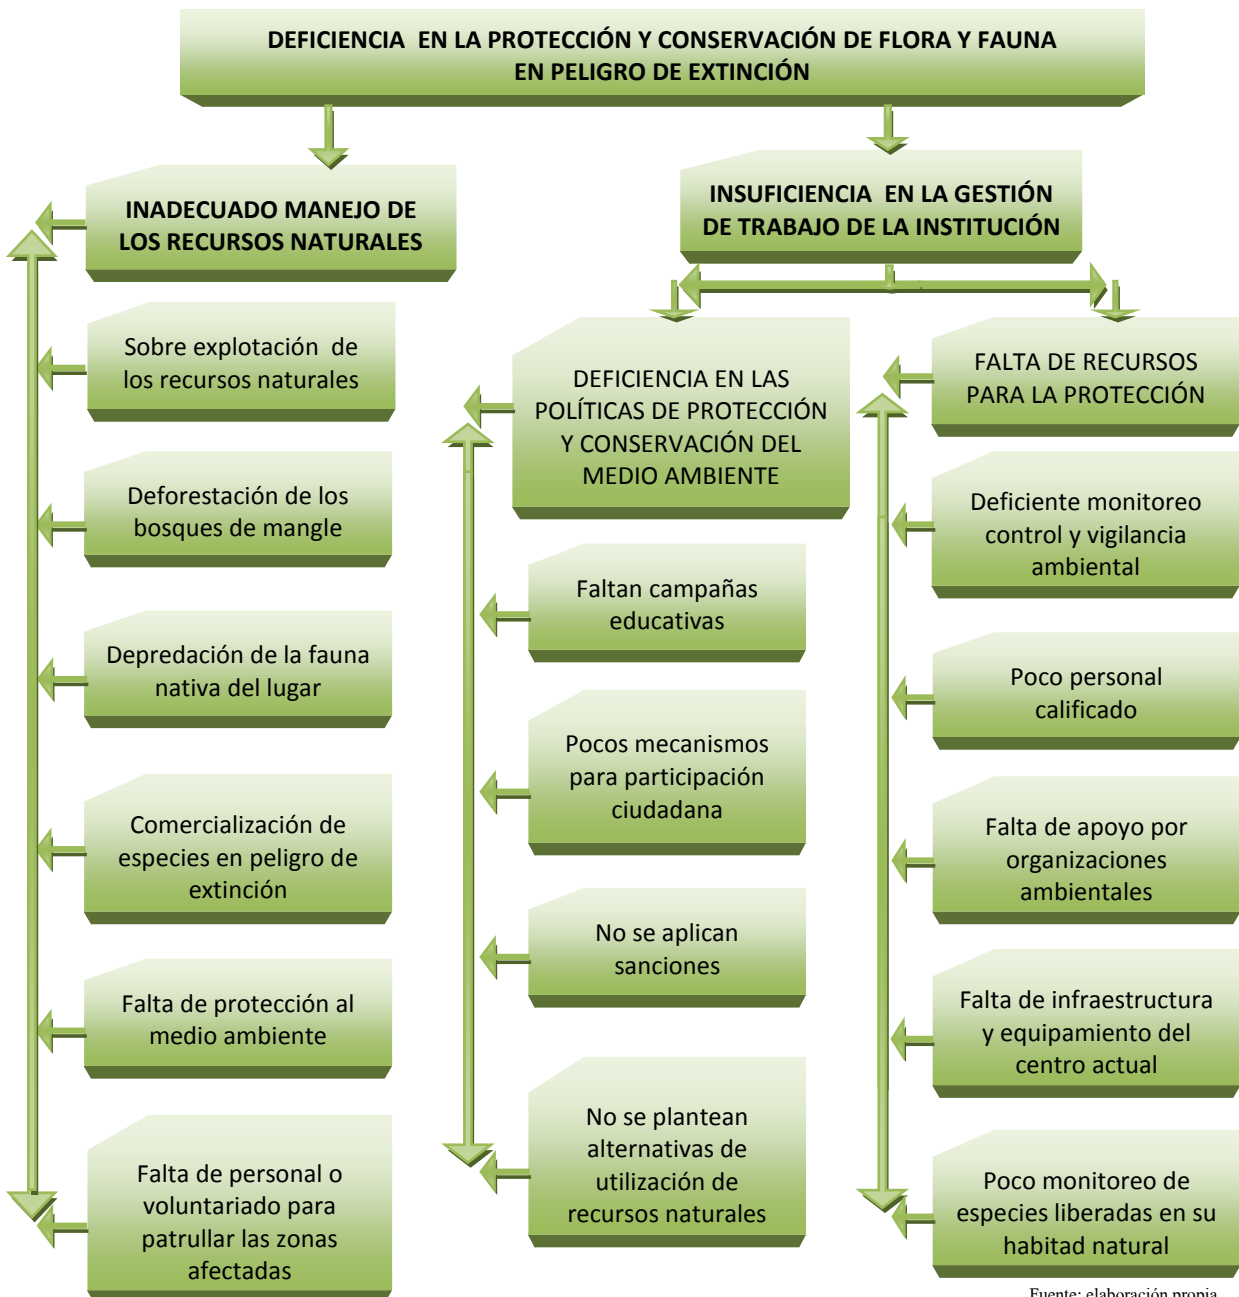 DEFICIENCIA EN LA PROTECCIÓN Y CONSERVACIÓN DE FLORA Y FAUNA
EN PELIGRO DE EXTINCIÓN
INADECUADO MANEJO DE
LOS RECURSOS NATURALES
Sobre explotación de
los recursos naturales
Deforestación de los
bosques de mangle
Depredación de la fauna
nativa del lugar
Comercialización de
especies en peligro de
extinción
Falta de protección al
medio ambiente
Falta de personal o
voluntariado para
patrullar las zonas
afectadas
INSUFICIENCIA EN LA GESTIÓN
DE TRABAJO DE LA INSTITUCIÓN
DEFICIENCIA EN LAS
POLÍTICAS DE PROTECCIÓN
Y CONSERVACIÓN DEL
MEDIO AMBIENTE
Faltan campañas
educativas
Pocos mecanismos
para participación
ciudadana
No se aplican
sanciones
No se plantean
alternativas de
utilización de
recursos naturales
FALTA DE RECURSOS
PARA LA PROTECCIÓN
Deficiente monitoreo
control y vigilancia
ambiental
Poco personal
calificado
Falta de apoyo por
organizaciones
ambientales
Falta de infraestructura
y equipamiento del
centro actual
Poco monitoreo de
especies liberadas en su
habitad natural
Fuente: elaboración propia